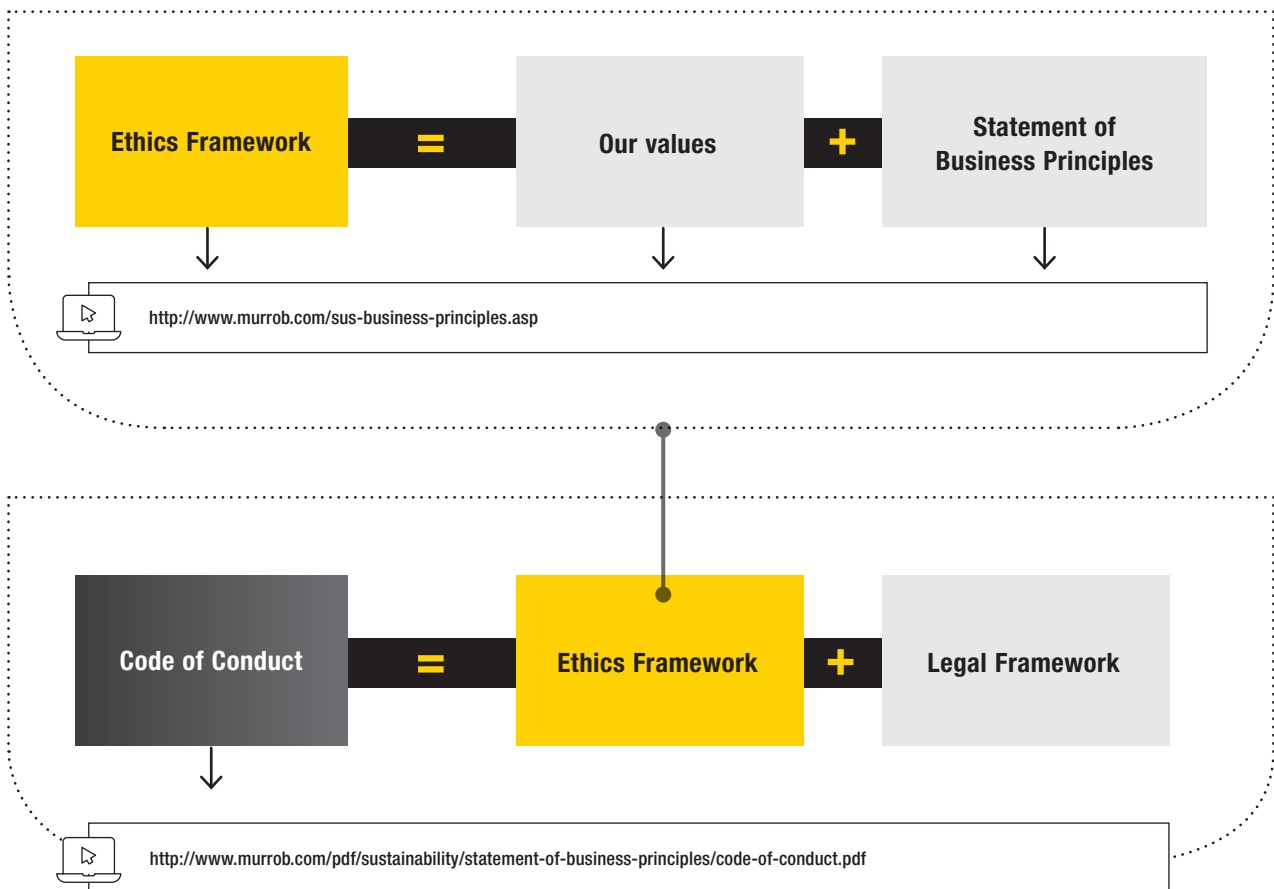 Ethics Framework
=
Our values
+
Statement of
Business Principles
http://www.murrob.com/sus-business-principles.asp
Code of Conduct
=
Ethics Framework
+
Legal Framework
http://www.murrob.com/pdf/sustainability/statement-of-business-principles/code-of-conduct.pdf